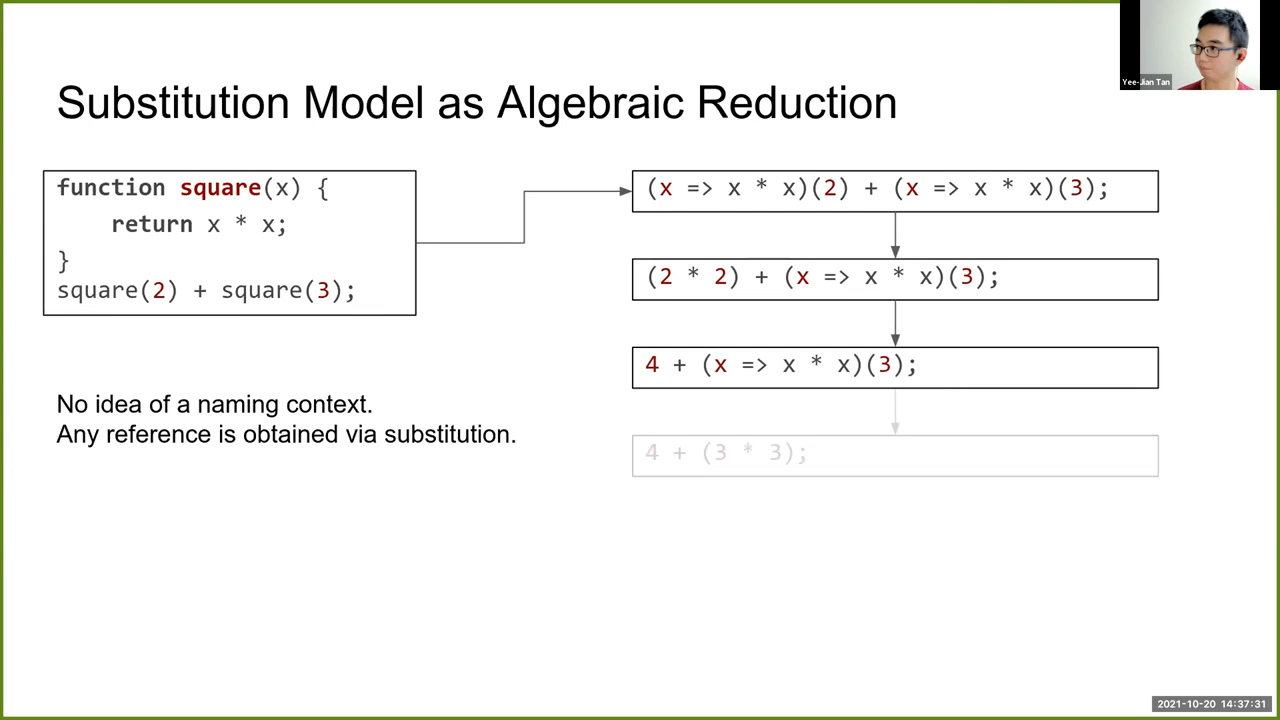 Yee-Jian Tan
Substitution Model as Algebraic Reduction
function square(x) {
    return x * x;
}
square(2) + square(3);
No idea of a naming context.
Any reference is obtained via substitution.
(x => x * x)(2) + (x => x * x)(3);
(2 * 2) + (x => x * x)(3);
4 + (x => x * x)(3);
4 + (3 * 3);
2021-10-20 14:37:31